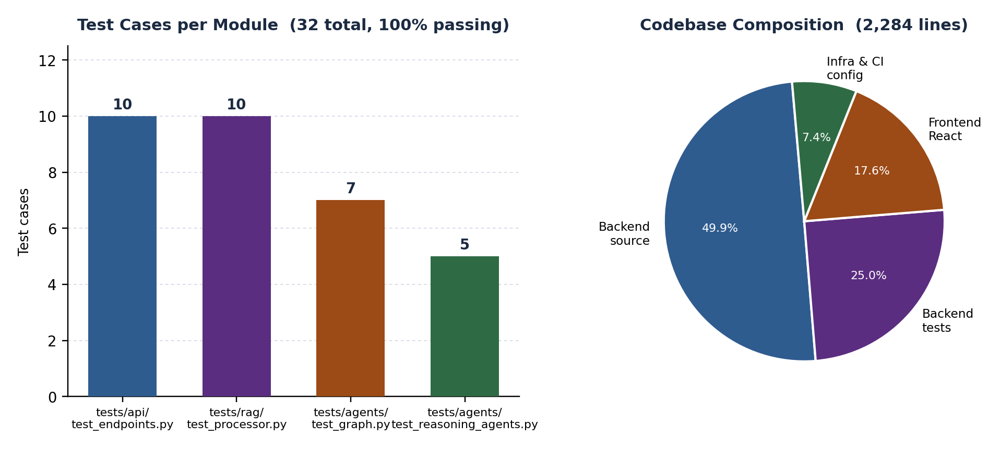 Test Cases per Module  (32 total, 100% passing)
12
10
8
6
4
2
0
Test cases
10
10
7
5
tests/api/
test_endpoints.py
tests/rag/
test_processor.py
tests/agents/
test_graph.py
tests/agents/
test_reasoning_agents.py
Codebase Composition  (2,284 lines)
Infra & CI
config
7.4%
Frontend
React
17.6%
Backend
source
49.9%
25.0%
Backend
tests